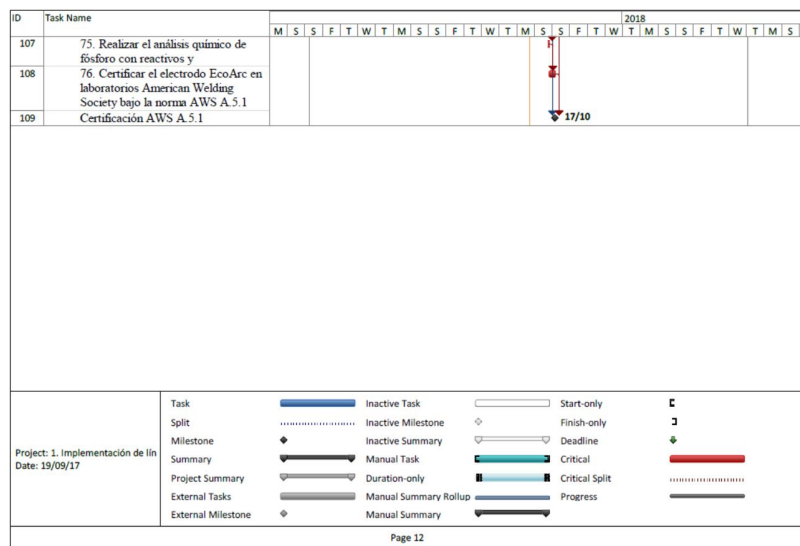 ID Task Name 2018
M S S F T W T M S S F T W T M S S F T W T M S S F T W T M S
107 75. Realizar el análisis químico de
fósforo con reactivos y
108 76. Certificar el electrodo EcoArc en
laboratorios American Welding
Society bajo la norma AWS A.5.1
109 Certificación AWS A.5.1 17/10
Project: 1. Implementación de lín
Date: 19/09/17
Task Inactive Task Start-only
Split Inactive Milestone Finish-only
Milestone Inactive Summary Deadline
Summary Manual Task Critical
Project Summary Duration-only Critical Split
External Tasks Manual Summary Rollup Progress
External Milestone Manual Summary
Page 12